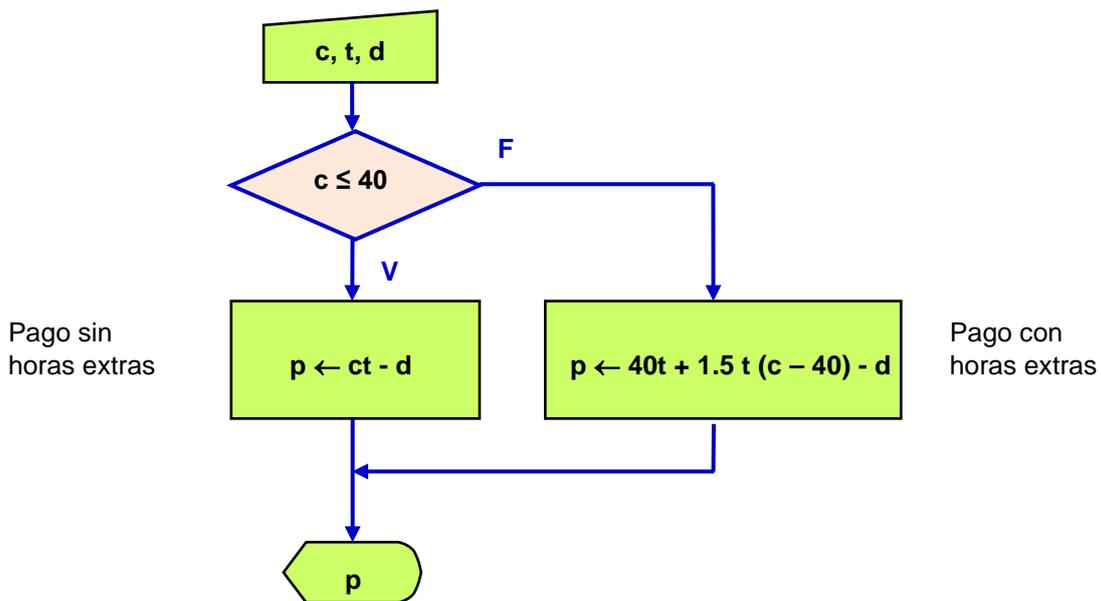 c, t, d
c ≤ 40
F
V
Pago sin
horas extras
p ← ct - d
p ← 40t + 1.5 t (c – 40) - d
Pago con
horas extras
p